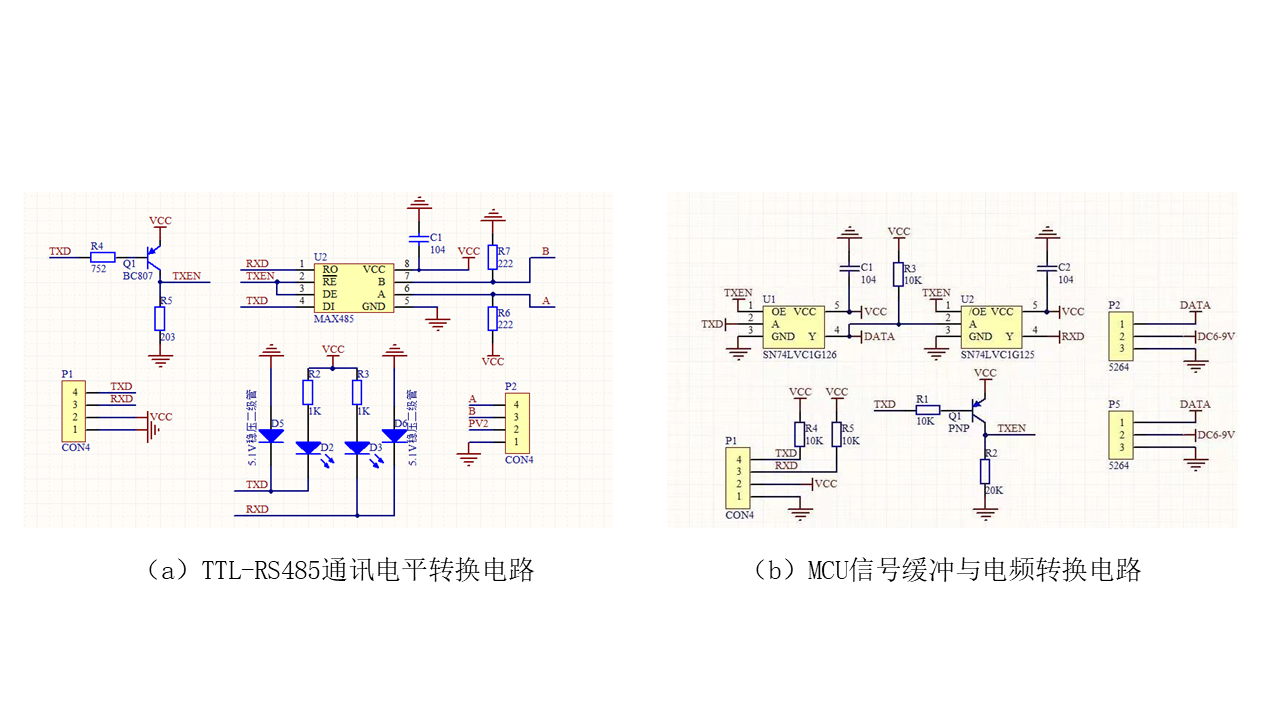 VCC
TXD
R4
752
Q1
BC807
TXEN
R5
203
U2
RXD
TXEN
TXD
1
2
3
4
RO
RE
DE
DI
VCC
B
A
GND
8
7
6
5
MAX485
C1
104
VCC
R7
222
B
A
R6
222
VCC
P1
4
3
2
1
TXD
RXD
VCC
CON4
VCC
R2
R3
1K
1K
5.1V稳压二级管
D5
D2
D3
D6
5.1V稳压二级管
TXD
RXD
P2
A
B
PV2
4
3
2
1
CON4
（a）TTL-RS485通讯电平转换电路
C1
104
VCC
R3
10K
C2
104
TXEN
U1
TXD
1
2
3
OE VCC
A
GND Y
5
4
VCC
DATA
SN74LVC1G126
TXEN
U2
1
2
3
/OE VCC
A
GND Y
5
4
VCC
RXD
SN74LVC1G125
P2
1
2
3
5264
DATA
DC6-9V
VCC
VCC
R4
10K
R5
10K
P1
4
3
2
1
TXD
RXD
VCC
CON4
VCC
TXD
R1
10K
Q1
PNP
TXEN
R2
20K
P5
1
2
3
5264
DATA
DC6-9V
（b）MCU信号缓冲与电频转换电路